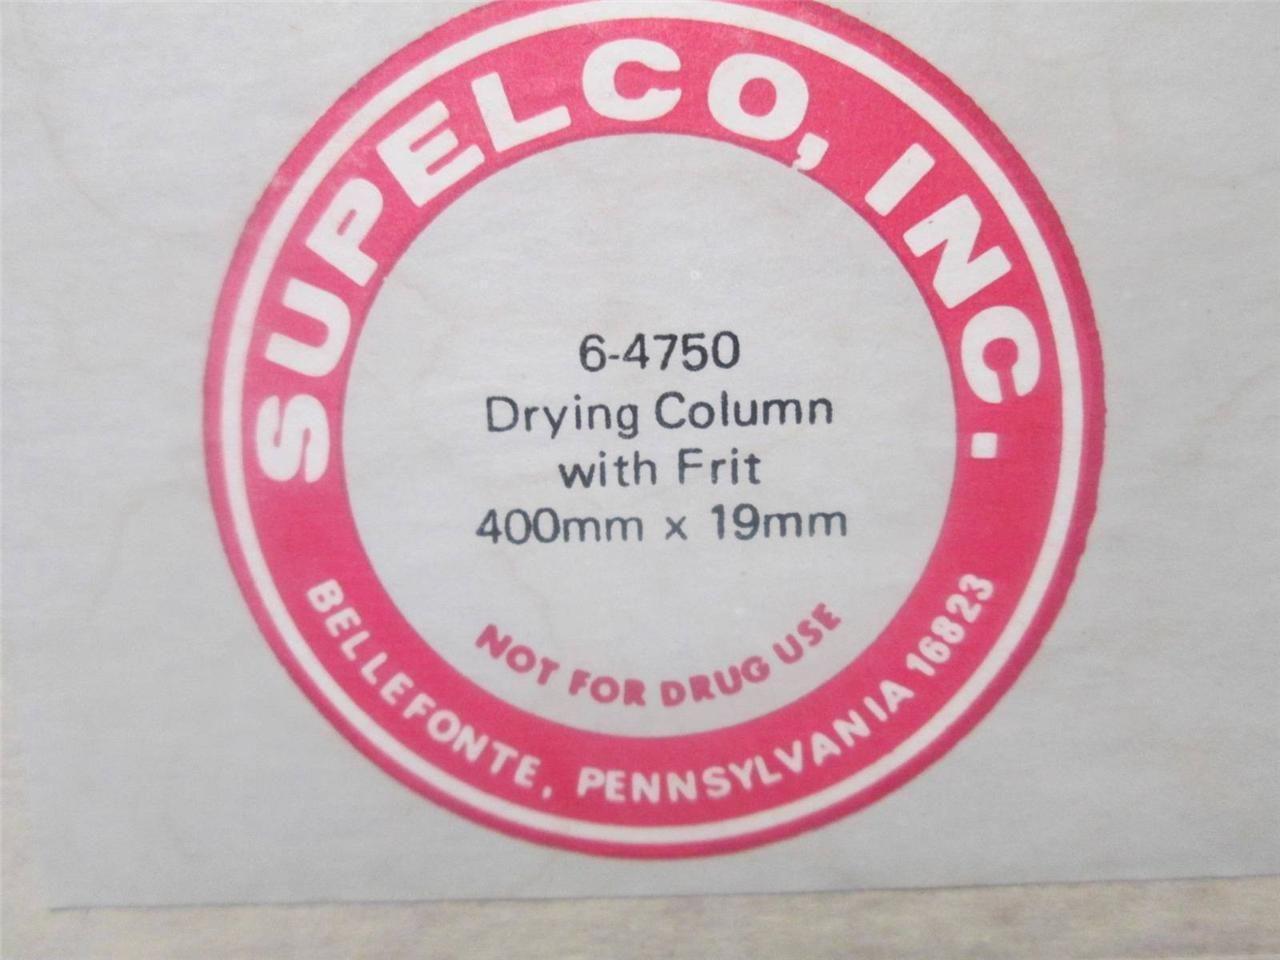 SUPELCO, INC.
6-4750
Drying Column
with Frit
400mm x 19mm
NOT FOR DRUG USE
BELLEFONTE, PENNSYLVANIA 16823